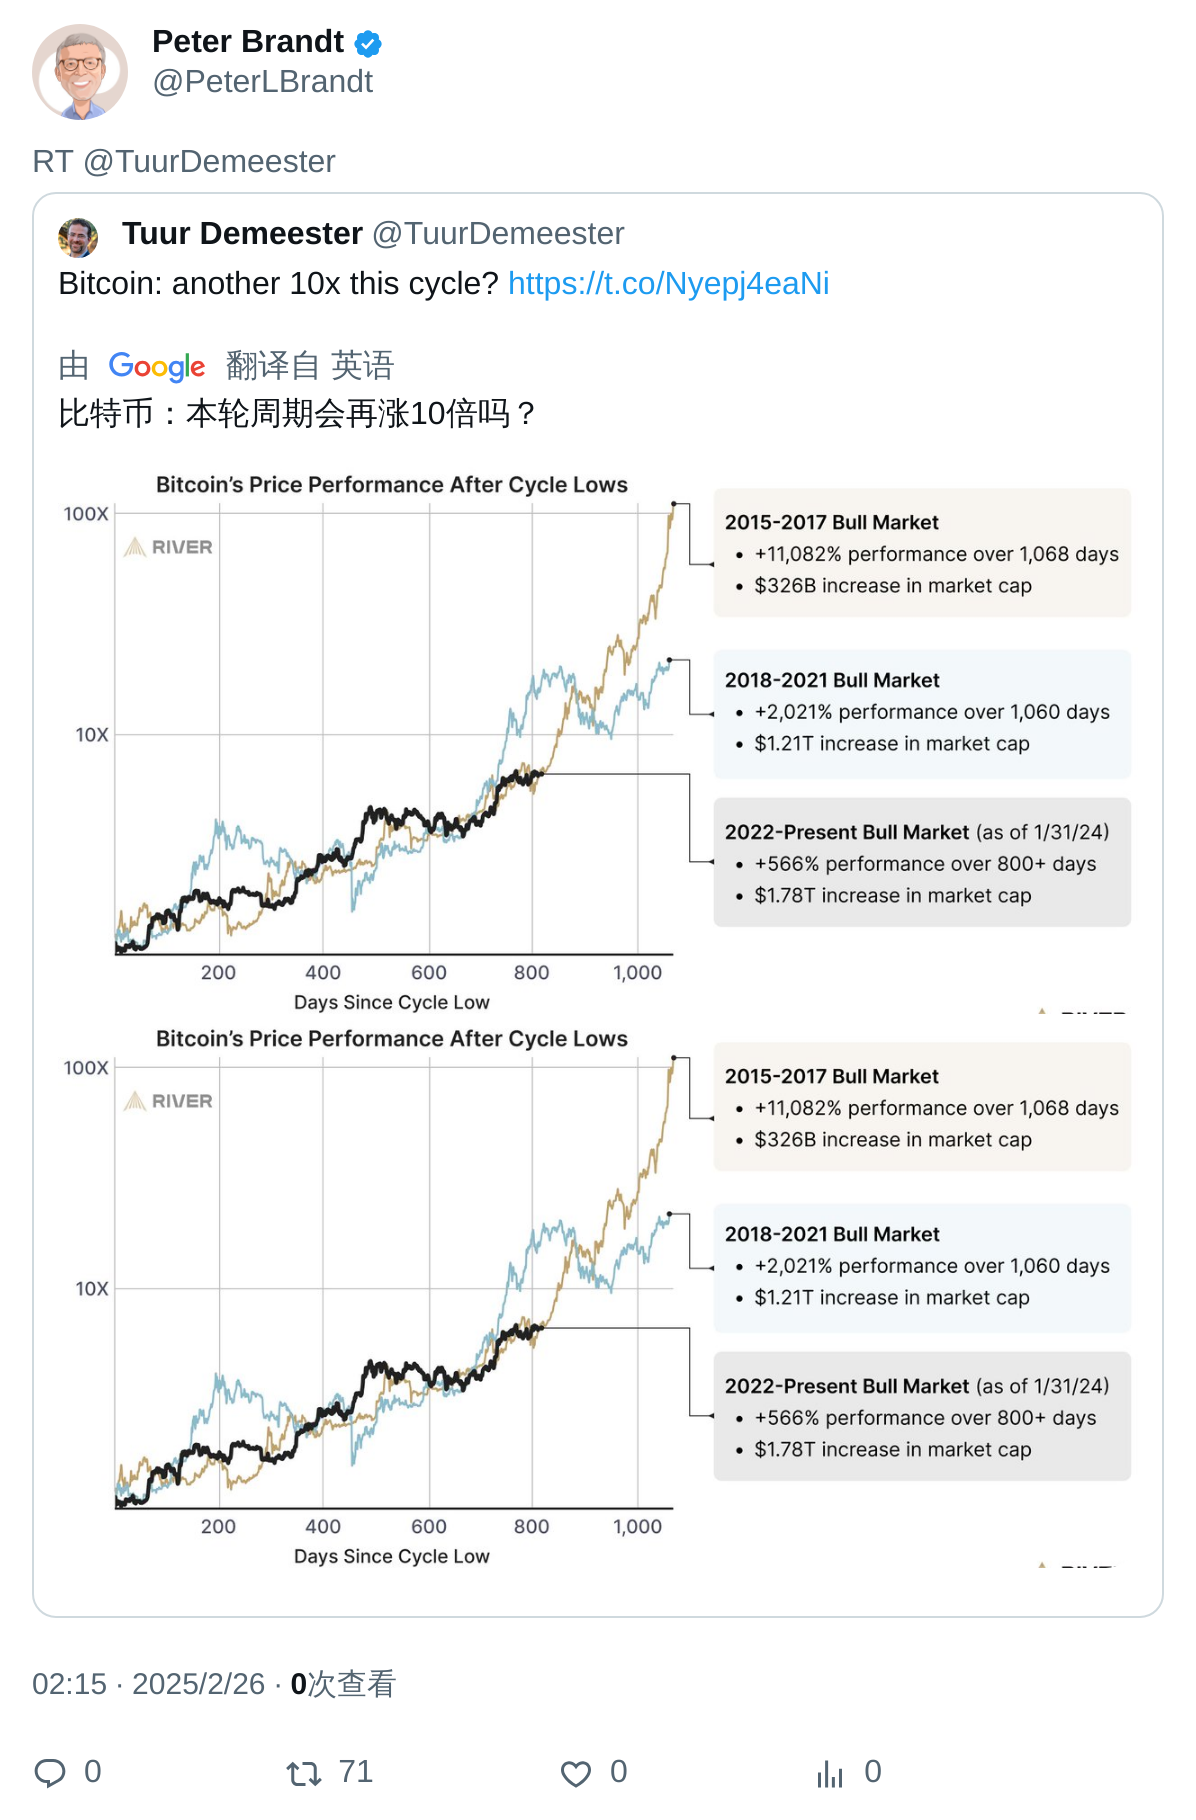 Peter Brandt
@PeterLBrandt
RT @TuurDemeester
Tuur Demeester @TuurDemeester
Bitcoin: another 10x this cycle? https://t.co/Nyepj4eaNi
由 Google 翻译自 英语
比特币：本轮周期会再涨10倍吗？
Bitcoin's Price Performance After Cycle Lows
100X
RIVER
10X
200 400 600 800 1,000
Days Since Cycle Low
2015-2017 Bull Market
• +11,082% performance over 1,068 days
• $326B increase in market cap
2018-2021 Bull Market
• +2,021% performance over 1,060 days
• $1.21T increase in market cap
2022-Present Bull Market (as of 1/31/24)
• +566% performance over 800+ days
• $1.78T increase in market cap
Bitcoin's Price Performance After Cycle Lows
100X
RIVER
10X
200 400 600 800 1,000
Days Since Cycle Low
2015-2017 Bull Market
• +11,082% performance over 1,068 days
• $326B increase in market cap
2018-2021 Bull Market
• +2,021% performance over 1,060 days
• $1.21T increase in market cap
2022-Present Bull Market (as of 1/31/24)
• +566% performance over 800+ days
• $1.78T increase in market cap
02:15 · 2025/2/26 · 0次查看
0 71 0 0